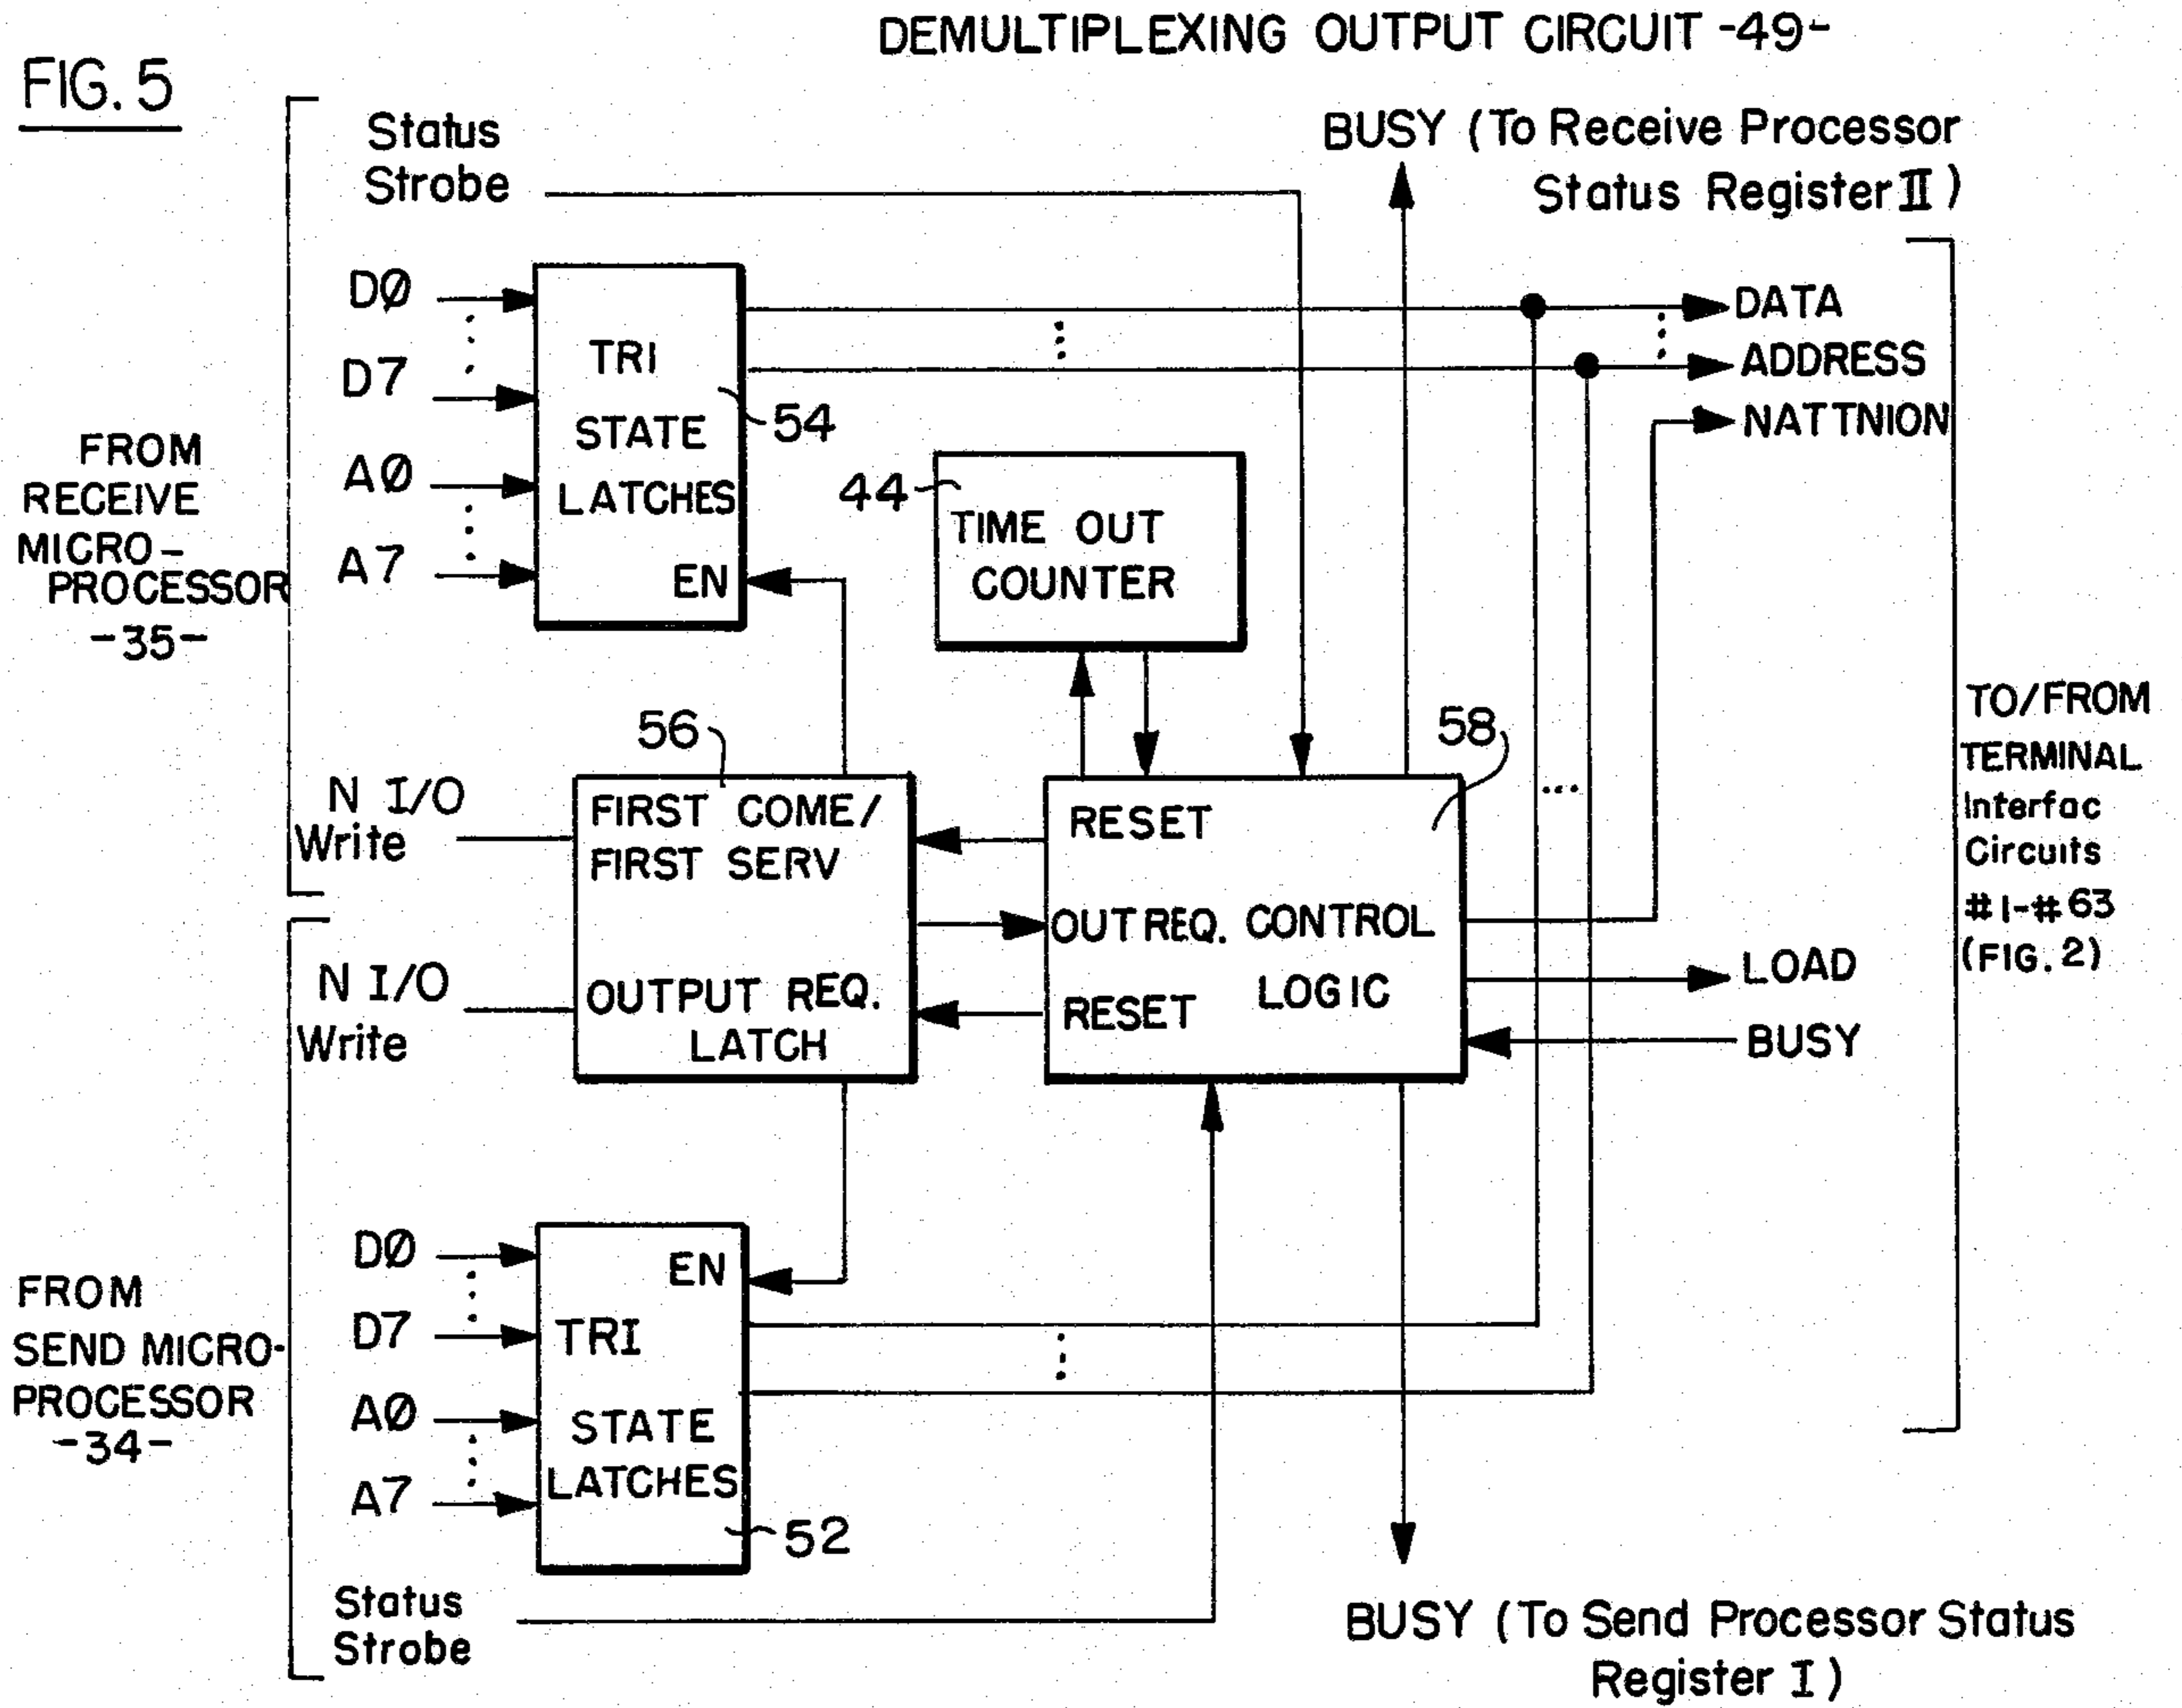 DEMULTIPLEXING OUTPUT CIRCUIT -49-
FIG. 5
Status
Strobe
BUSY (To Receive Processor
Status Register II )
D0
D7
A0
A7
TRI
STATE
LATCHES
EN
54
DATA
ADDRESS
NATTNION
44
TIME OUT
COUNTER
FROM
RECEIVE
MICRO-
PROCESSOR
-35-
N I/O
Write
56
FIRST COME /
FIRST SERV
OUTPUT REQ.
LATCH
N I/O
Write
58
RESET
OUT REQ. CONTROL
LOGIC
RESET
LOAD
BUSY
TO/FROM
TERMINAL
Interfac
Circuits
#1-#63
(FIG. 2)
FROM
SEND MICRO-
PROCESSOR
-34-
D0
D7
A0
A7
EN
TRI
STATE
LATCHES
52
Status
Strobe
BUSY (To Send Processor Status
Register I )